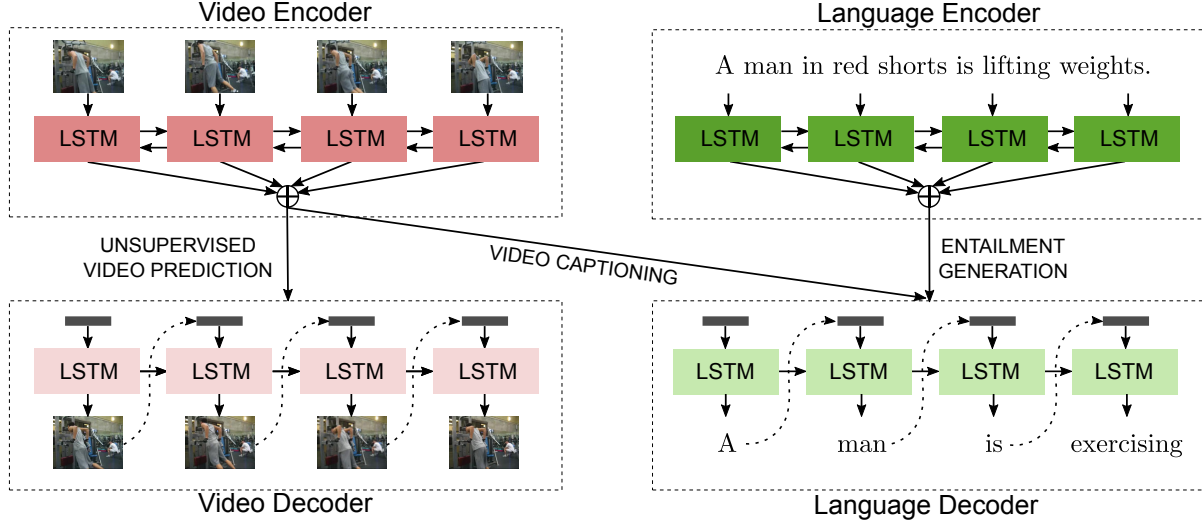 Video Encoder
Language Encoder
A man in red shorts is lifting weights.
LSTM LSTM LSTM LSTM
LSTM LSTM LSTM LSTM
UNSUPERVISED
VIDEO PREDICTION
VIDEO CAPTIONING
ENTAILMENT
GENERATION
LSTM LSTM LSTM LSTM
LSTM LSTM LSTM LSTM
A man is exercising
Video Decoder
Language Decoder